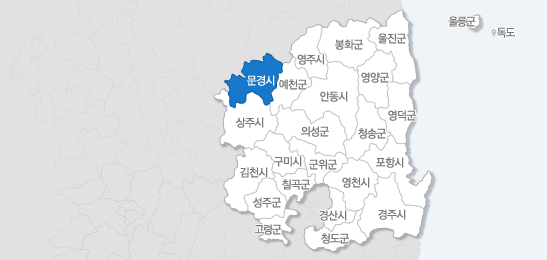 울릉군
독도
울진군
봉화군
영주시
문경시
예천군
영양군
안동시
영덕군
상주시
의성군
청송군
구미시
군위군
포항시
김천시
칠곡군
영천시
성주군
경산시
경주시
고령군
청도군